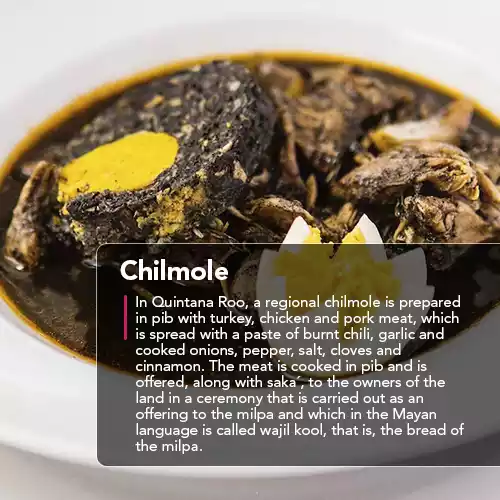 Chilmole
In Quintana Roo, a regional chilmole is prepared
in pib with turkey, chicken and pork meat, which
is spread with a paste of burnt chili, garlic and
cooked onions, pepper, salt, cloves and
cinnamon. The meat is cooked in pib and is
offered, along with saka´, to the owners of the
land in a ceremony that is carried out as an
offering to the milpa and which in the Mayan
language is called wajil kool, that is, the bread of
the milpa.